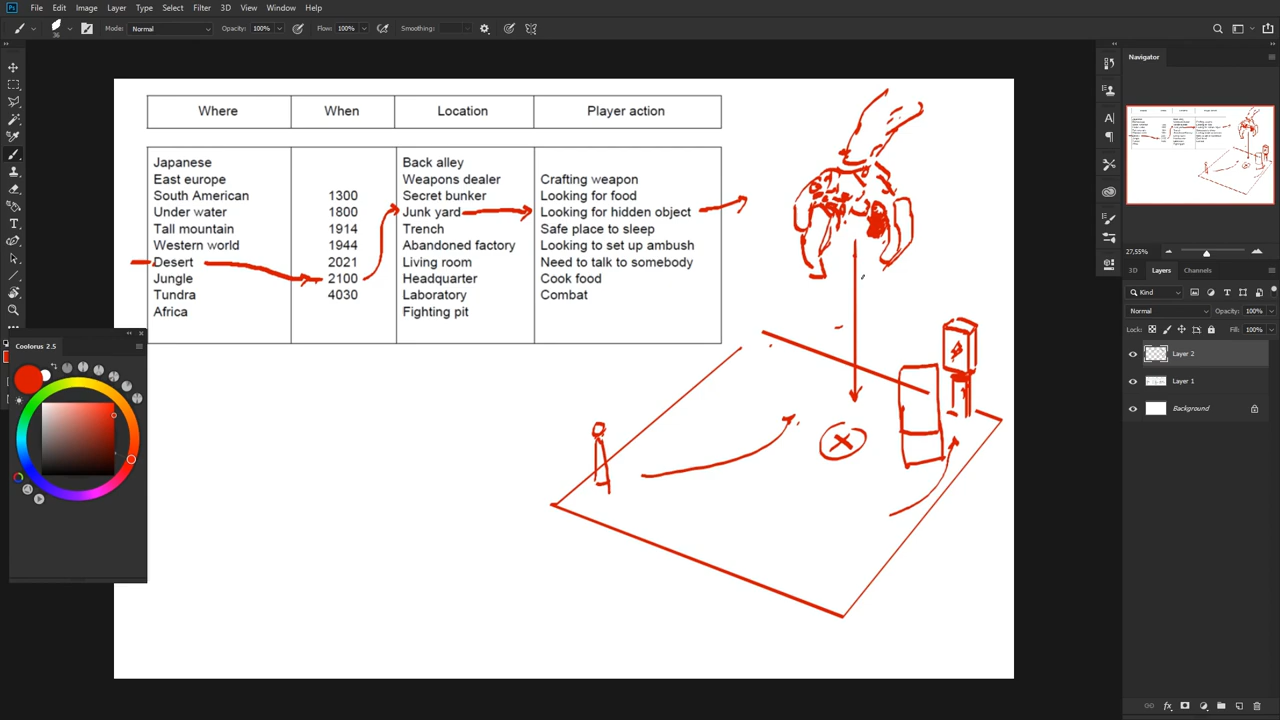 Ps File Edit Image Layer Type Select Filter 3D View Window Help
Mode: Normal Opacity: 100% Flow: 100% Smoothing:
Where When Location Player action
Japanese Back alley
East europe Weapons dealer Crafting weapon
South American 1300 Secret bunker Looking for food
Under water 1800 Junk yard Looking for hidden object
Tall mountain 1914 Trench Safe place to sleep
Western world 1944 Abandoned factory Looking to set up ambush
Desert 2021 Living room Need to talk to somebody
Jungle 2100 Headquarter Cook food
Tundra 4030 Laboratory Combat
Africa Fighting pit
Coolorus 2.5
Navigator
27,55%
3D Layers Channels
Kind
Normal Opacity: 100%
Lock: Fill: 100%
Layer 2
Layer 1
Background